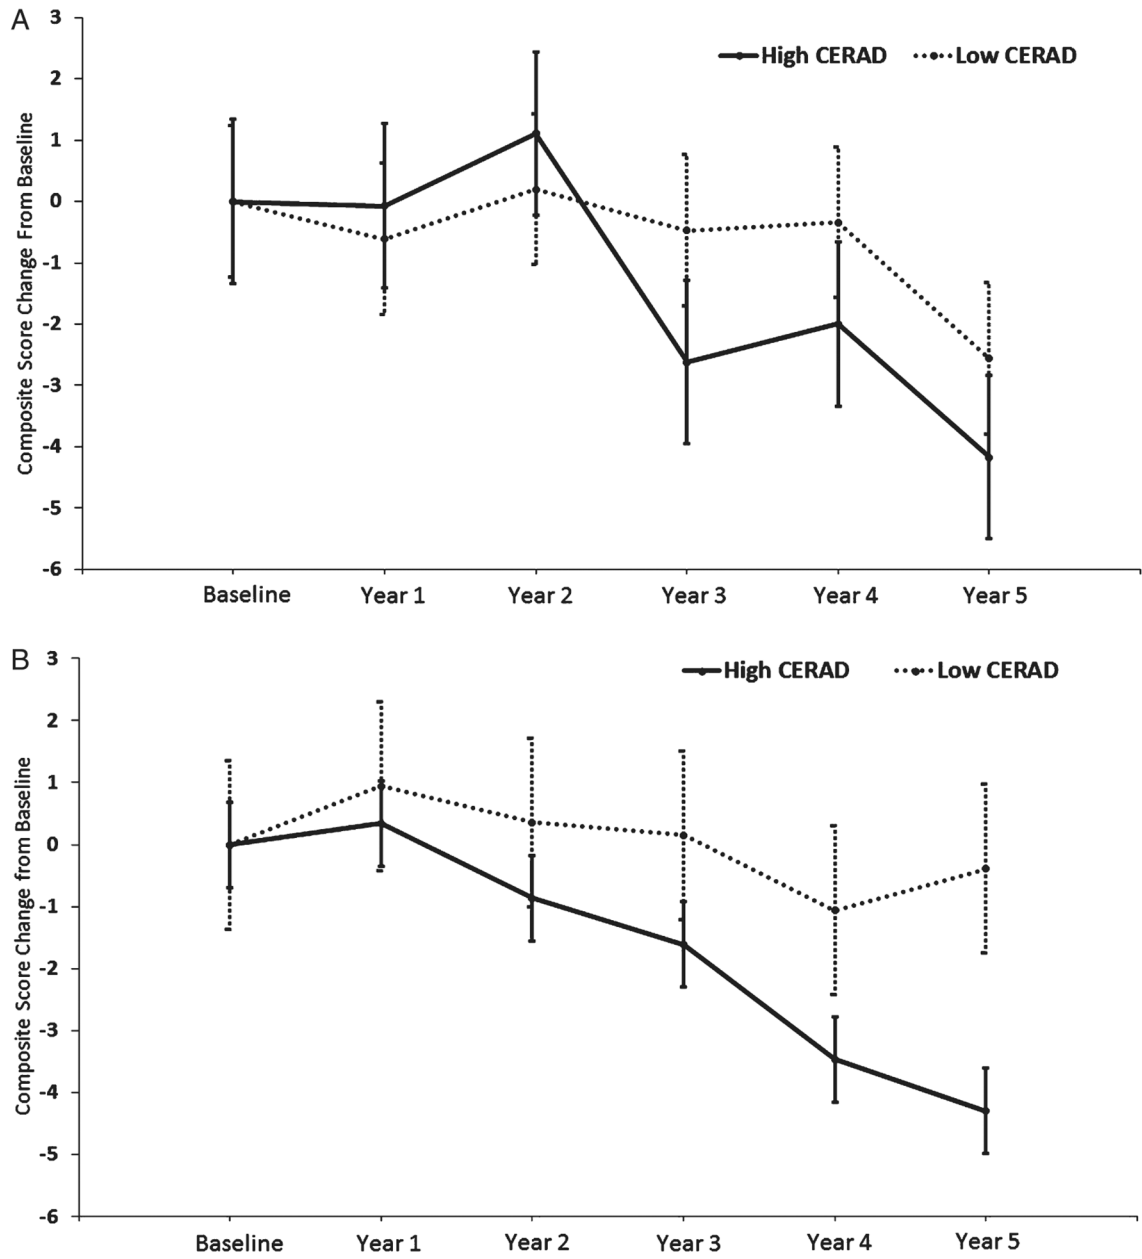 A
High CERAD
Low CERAD
Composite Score Change From Baseline
3
2
1
0
-1
-2
-3
-4
-5
-6
Baseline
Year 1
Year 2
Year 3
Year 4
Year 5
B
High CERAD
Low CERAD
Composite Score Change from Baseline
3
2
1
0
-1
-2
-3
-4
-5
-6
Baseline
Year 1
Year 2
Year 3
Year 4
Year 5